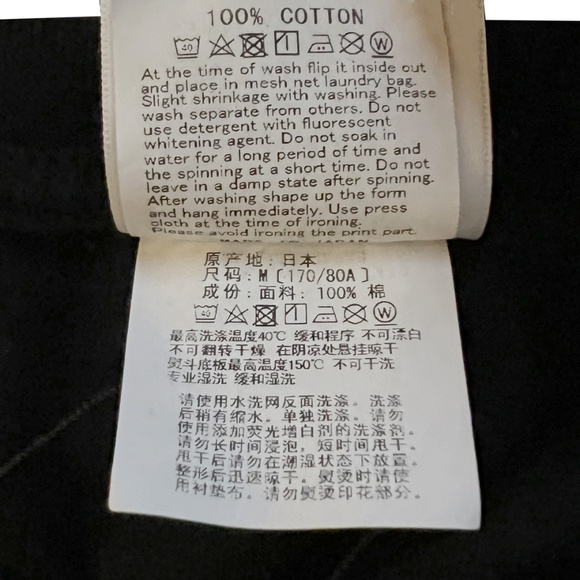 100% COTTON
40 W
At the time of wash flip it inside out
and place in mesh net laundry bag.
Slight shrinkage with washing. Please
wash separate from others. Do not
use detergent with fluorescent
whitening agent. Do not soak in
water for a long period of time and
the spinning at a short time. Do not
leave in a damp state after spinning.
After washing shape up the form
and hang immediately. Use press
cloth at the time of ironing.
Please avoid ironing the print part.
MADE IN JAPAN
原产地：日本
尺码：M〔170/80A〕
成份：面料：100% 棉
40 W
最高洗涤温度40℃ 缓和程序 不可漂白
不可翻转干燥 在阴凉处悬挂晾干
熨斗底板最高温度150℃ 不可干洗
专业湿洗 缓和湿洗
请使用水洗网反面洗涤。洗涤
后稍有缩水。单独洗涤。请勿
使用添加荧光增白剂的洗涤剂。
请勿长时间浸泡，短时间甩干。
甩干后请勿在潮湿状态下放置。
整形后迅速晾干。熨烫时请使
用衬垫布。请勿熨烫印花部分。